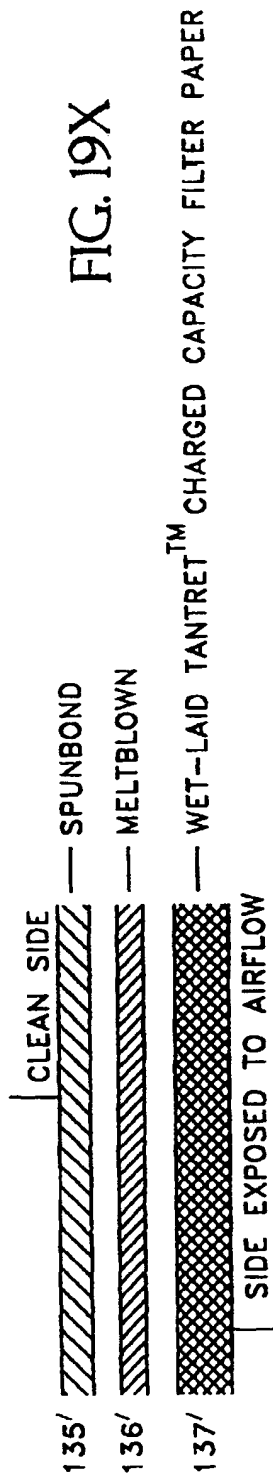 FIG. 19X
CLEAN SIDE
135′ — SPUNBOND
136′ — MELTBLOWN
137′ — WET-LAID TANTRET™ CHARGED CAPACITY FILTER PAPER
SIDE EXPOSED TO AIRFLOW